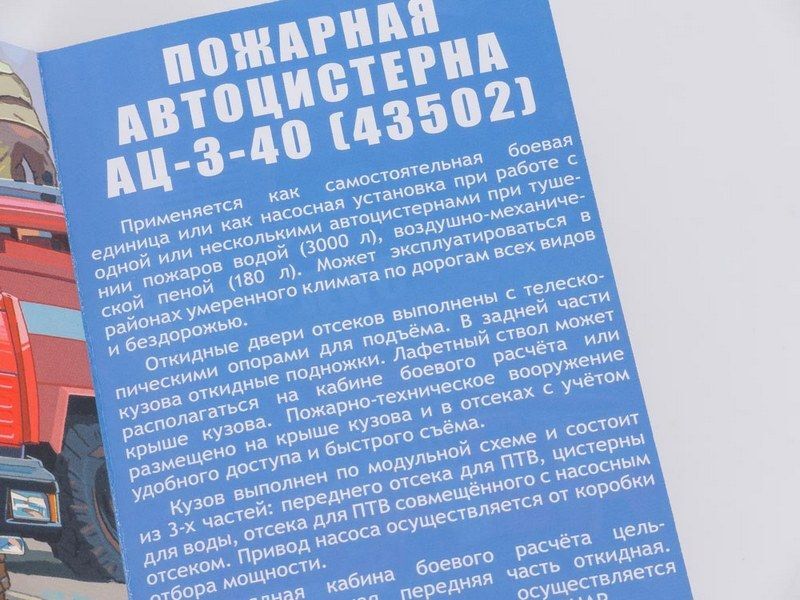 ПОЖАРНАЯ
АВТОЦИСТЕРНА
АЦ-3-40 (43502)
Применяется как самостоятельная боевая
единица или как насосная установка при работе с
одной или несколькими автоцистернами при туше-
нии пожаров водой (3000 л), воздушно-механиче-
ской пеной (180 л). Может эксплуатироваться в
районах умеренного климата по дорогам всех видов
и бездорожью.
Откидные двери отсеков выполнены с телеско-
пическими опорами для подъёма. В задней части
кузова откидные подножки. Лафетный ствол может
располагаться на кабине боевого расчёта или
крыше кузова. Пожарно-техническое вооружение
размещено на крыше кузова и в отсеках с учётом
удобного доступа и быстрого съёма.
Кузов выполнен по модульной схеме и состоит
из 3-х частей: переднего отсека для ПТВ, цистерны
для воды, отсека для ПТВ совмещённого с насосным
отсеком. Привод насоса осуществляется от коробки
отбора мощности.
кабина боевого расчёта цель-
передняя часть откидная.
осуществляется